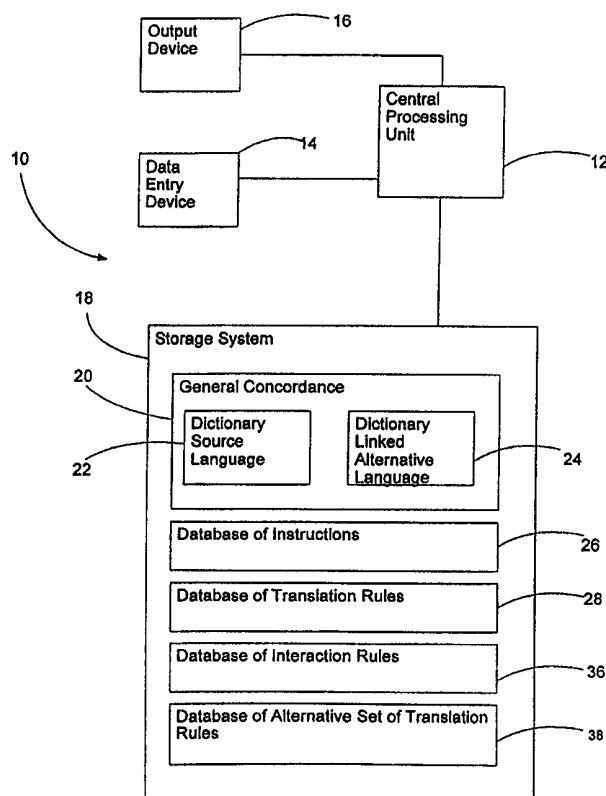 Output
Device
16
Central
Processing
Unit
12
14
Data
Entry
Device
10
18
Storage System
20
General Concordance
Dictionary
Source
Language
22
Dictionary
Linked
Alternative
Language
24
Database of Instructions
26
Database of Translation Rules
28
Database of Interaction Rules
36
Database of Alternative Set of Translation
Rules
38